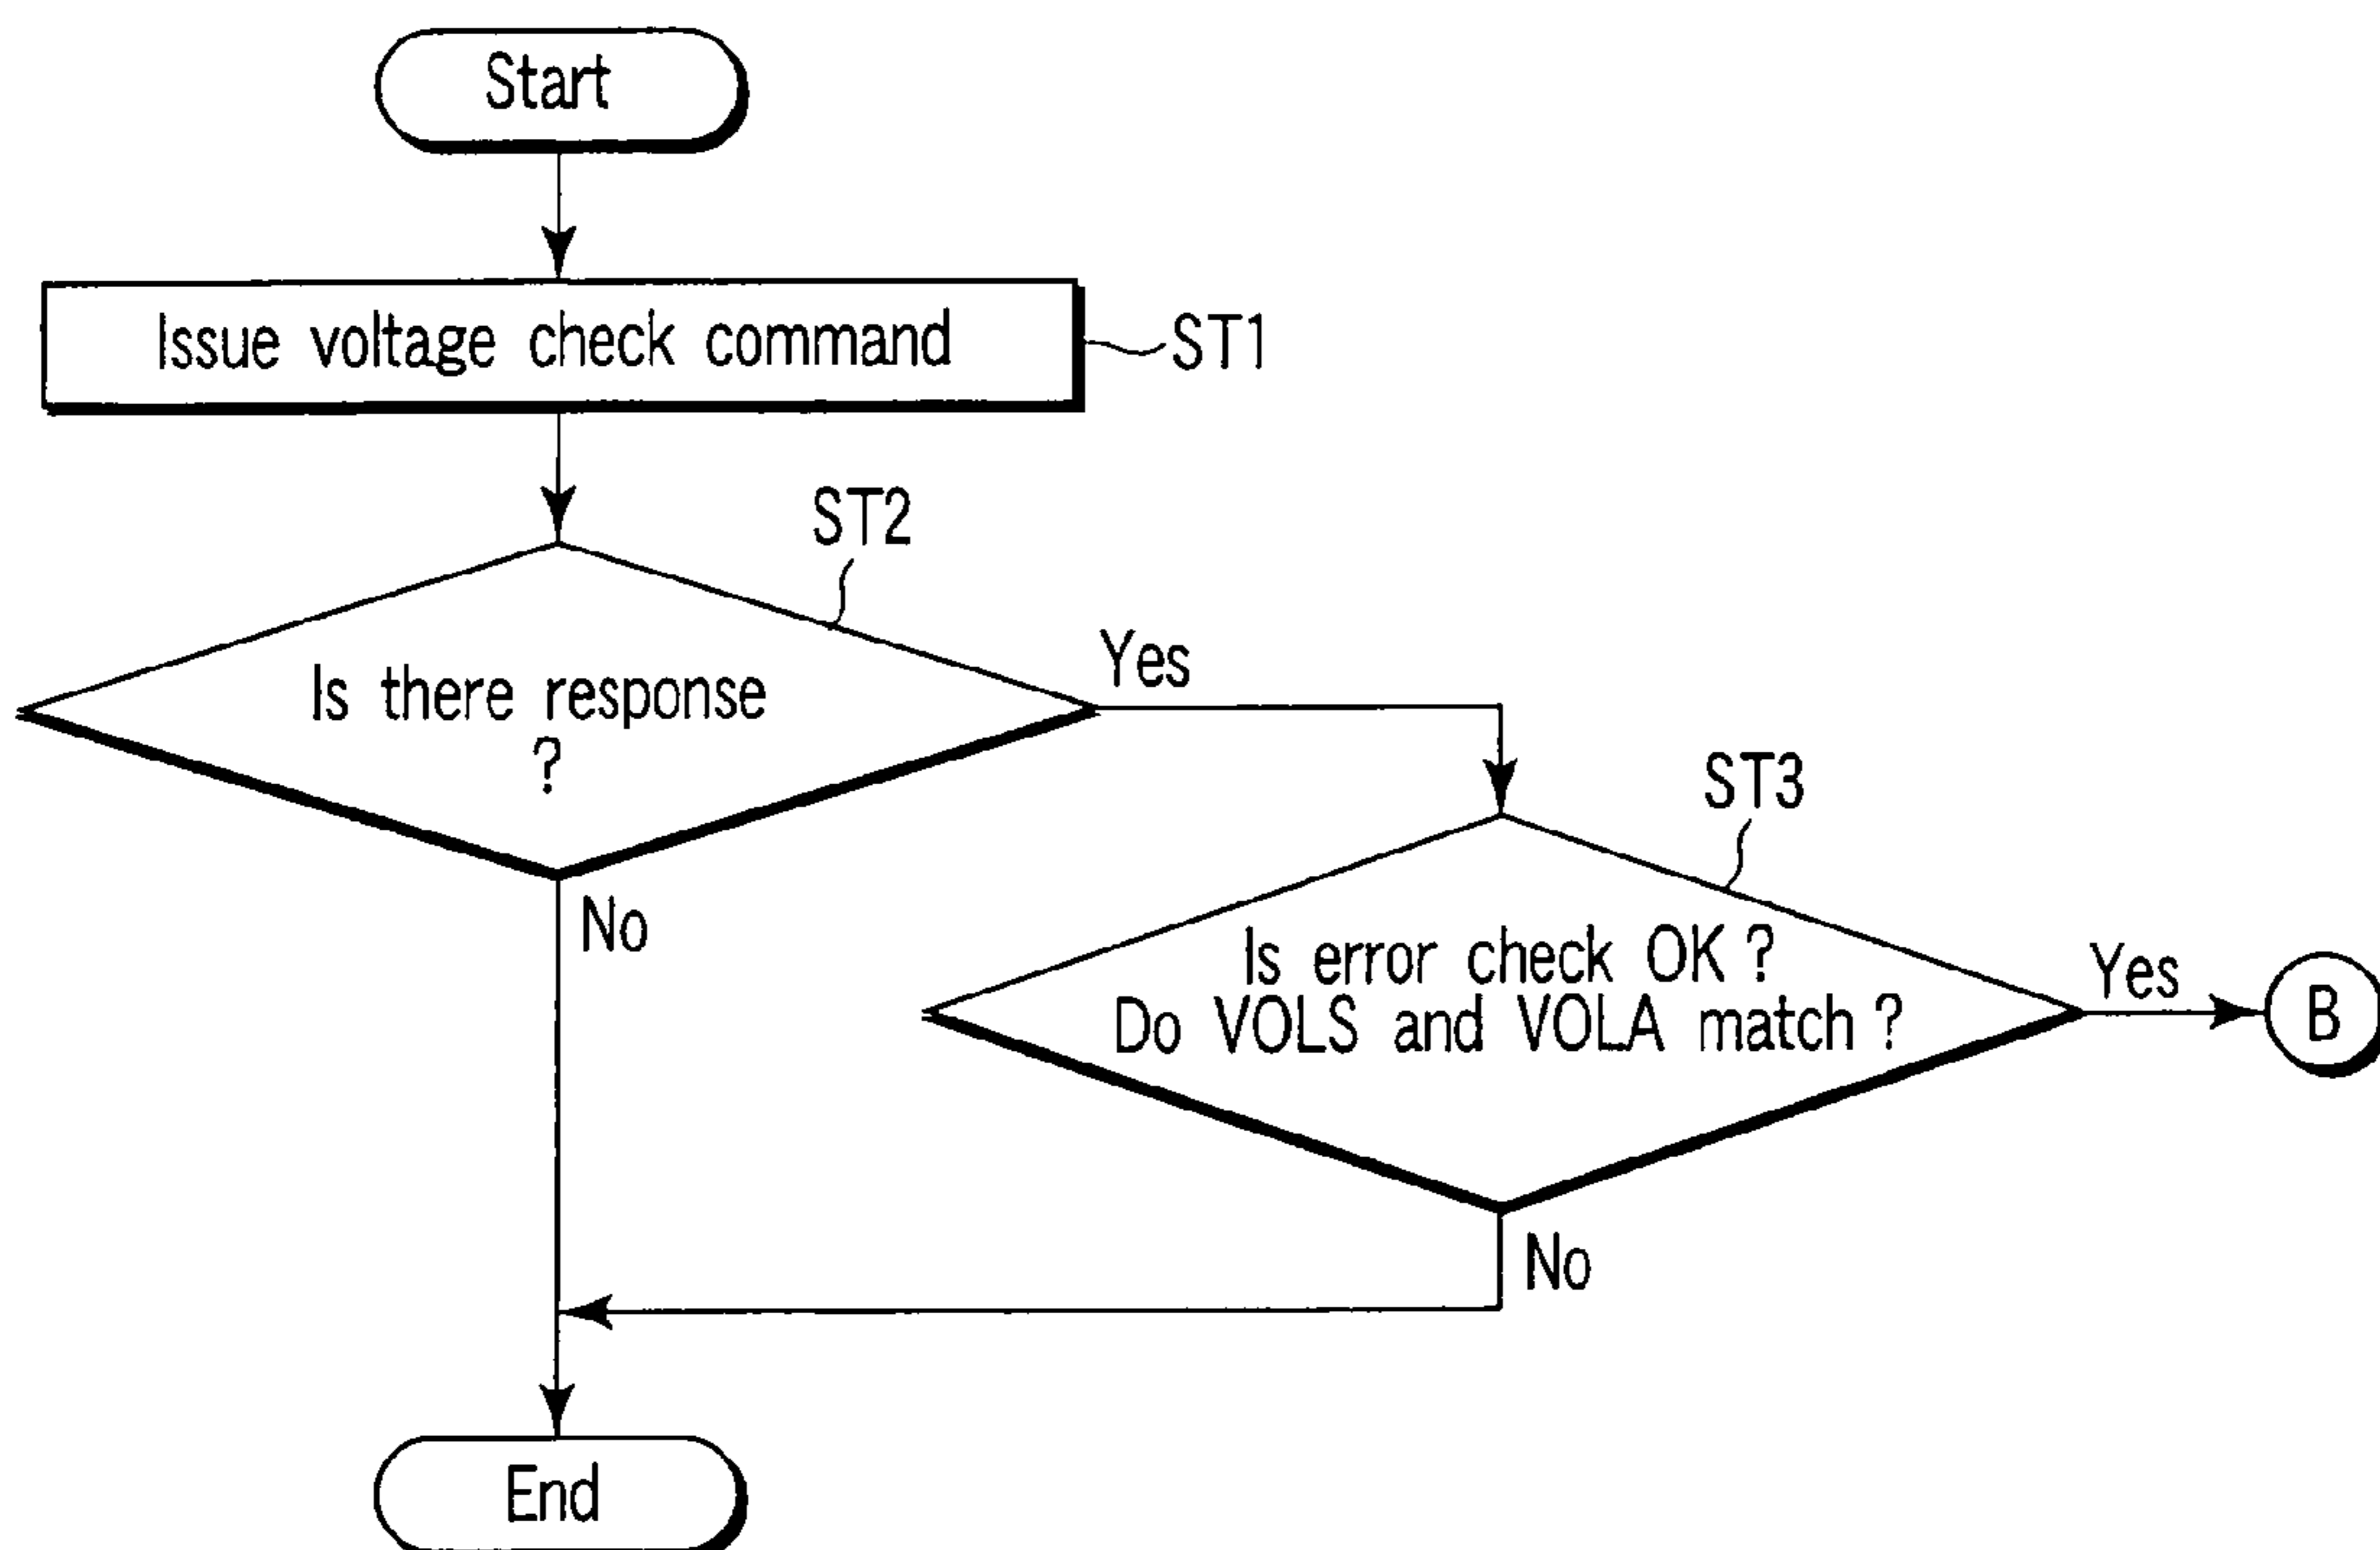 Start
Issue voltage check command
ST1
ST2
Is there response
?
Yes
No
ST3
Is error check OK ?
Do VOLS and VOLA match ?
Yes
B
No
End